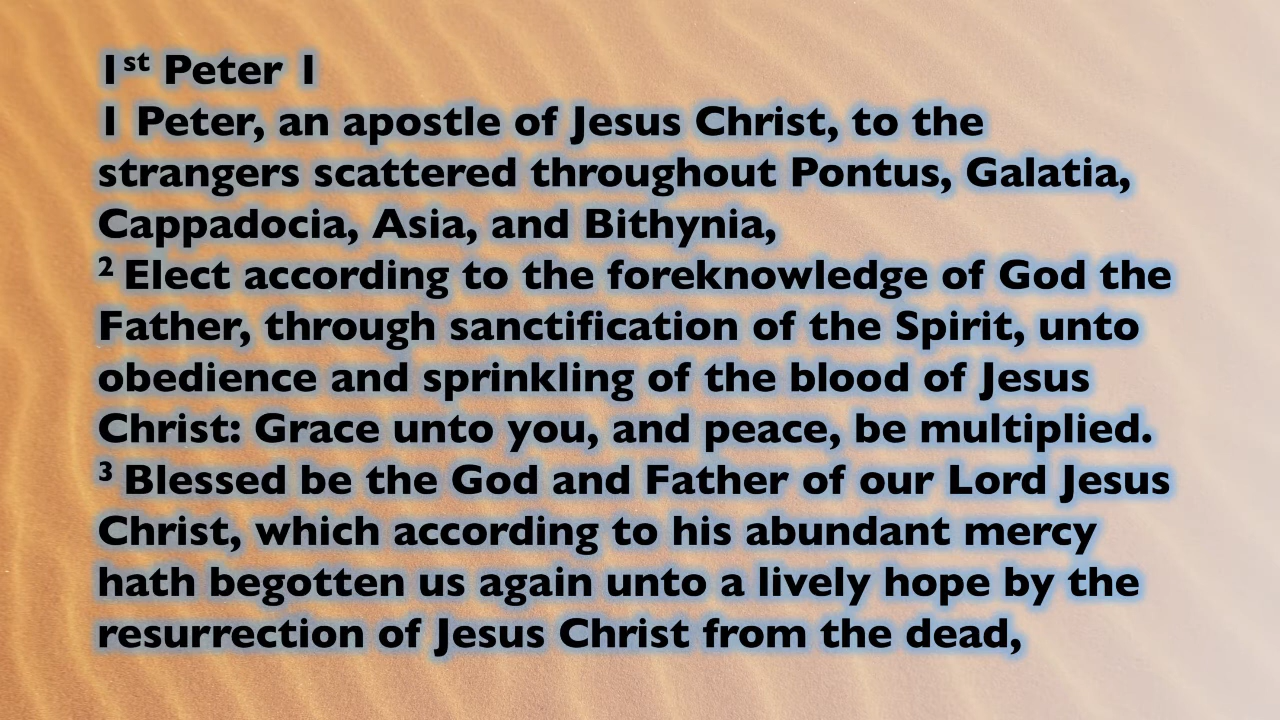 1st Peter 1
1 Peter, an apostle of Jesus Christ, to the
strangers scattered throughout Pontus, Galatia,
Cappadocia, Asia, and Bithynia,
2 Elect according to the foreknowledge of God the
Father, through sanctification of the Spirit, unto
obedience and sprinkling of the blood of Jesus
Christ: Grace unto you, and peace, be multiplied.
3 Blessed be the God and Father of our Lord Jesus
Christ, which according to his abundant mercy
hath begotten us again unto a lively hope by the
resurrection of Jesus Christ from the dead,